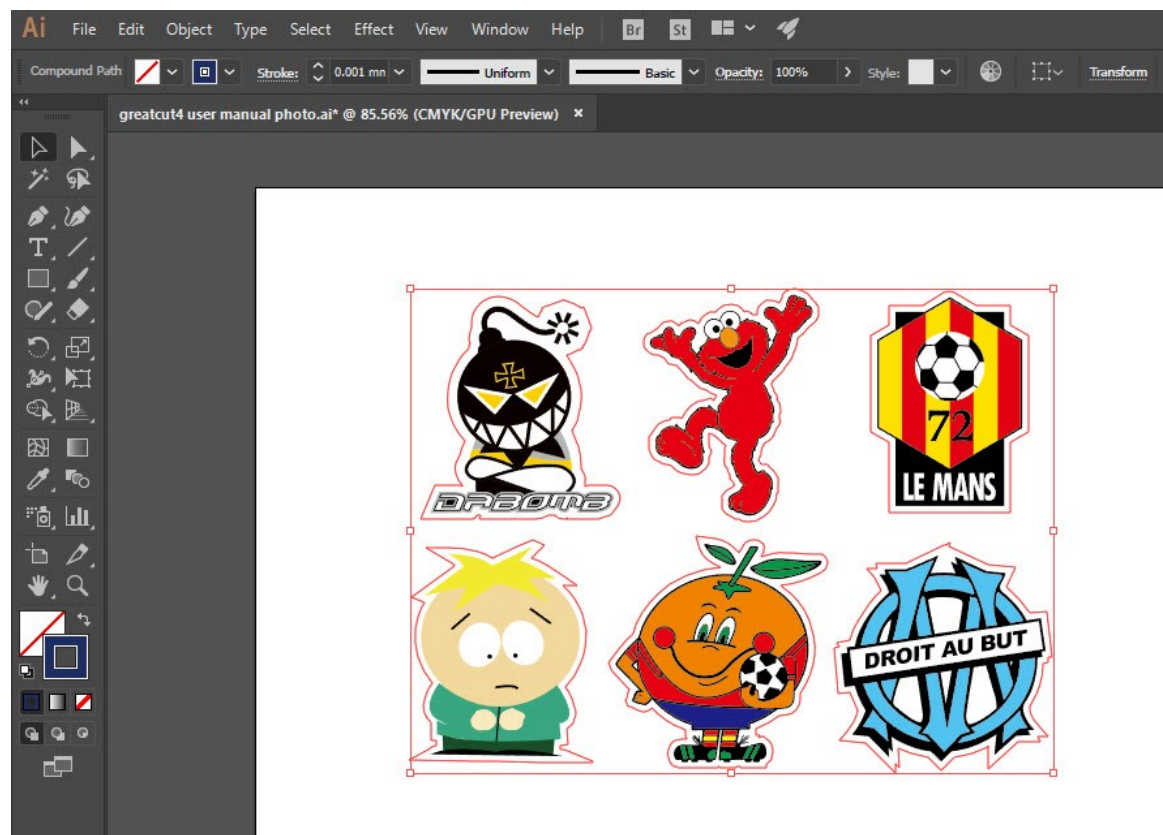 Ai File Edit Object Type Select Effect View Window Help Br St
Compound Path Stroke: 0.001 mn Uniform Basic Opacity: 100% Style: Transform
greatcut4 user manual photo.ai* @ 85.56% (CMYK/GPU Preview) ×
72
LE MANS
DABOMB
DROIT AU BUT